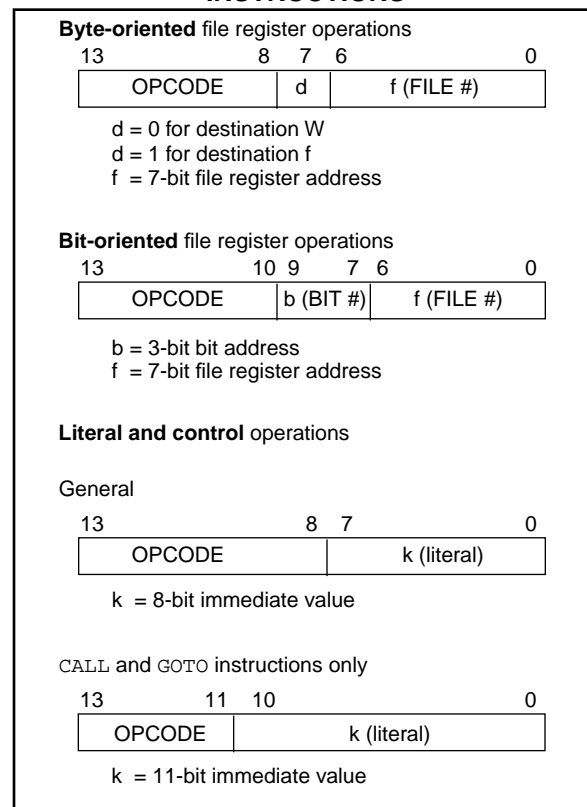 INSTRUCTIONS
Byte-oriented file register operations
13 8 7 6 0
OPCODE d f (FILE #)
d = 0 for destination W
d = 1 for destination f
f = 7-bit file register address
Bit-oriented file register operations
13 10 9 7 6 0
OPCODE b (BIT #) f (FILE #)
b = 3-bit bit address
f = 7-bit file register address
Literal and control operations
General
13 8 7 0
OPCODE k (literal)
k = 8-bit immediate value
CALL and GOTO instructions only
13 11 10 0
OPCODE k (literal)
k = 11-bit immediate value